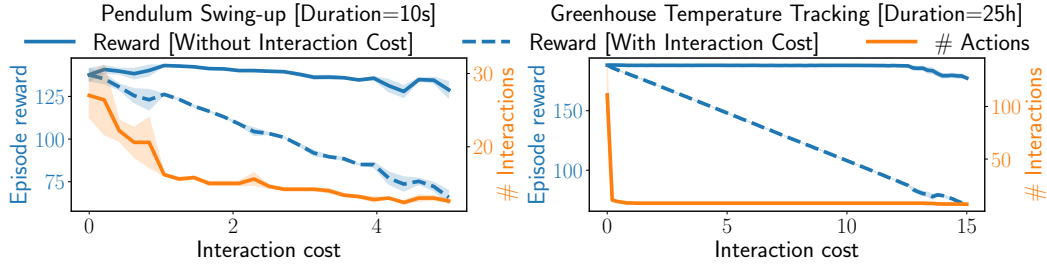 Pendulum Swing-up [Duration=10s]
Greenhouse Temperature Tracking [Duration=25h]
Reward [Without Interaction Cost]
Reward [With Interaction Cost]
# Actions
Episode reward
125
100
75
30
20
# Interactions
0
2
4
Interaction cost
Episode reward
150
100
100
50
# Interactions
0
5
10
15
Interaction cost